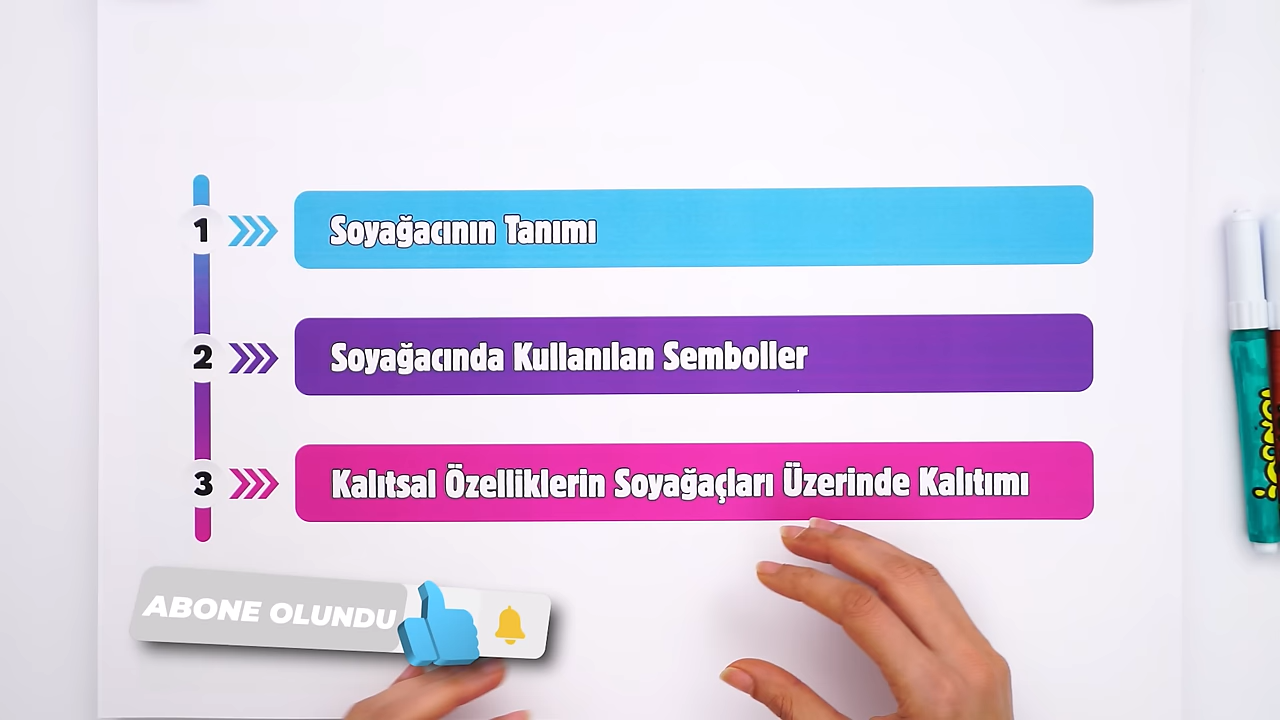 1 Soyağacının Tanımı
2 Soyağacında Kullanılan Semboller
3 Kalıtsal Özelliklerin Soyağaçları Üzerinde Kalıtımı
ABONE OLUNDU